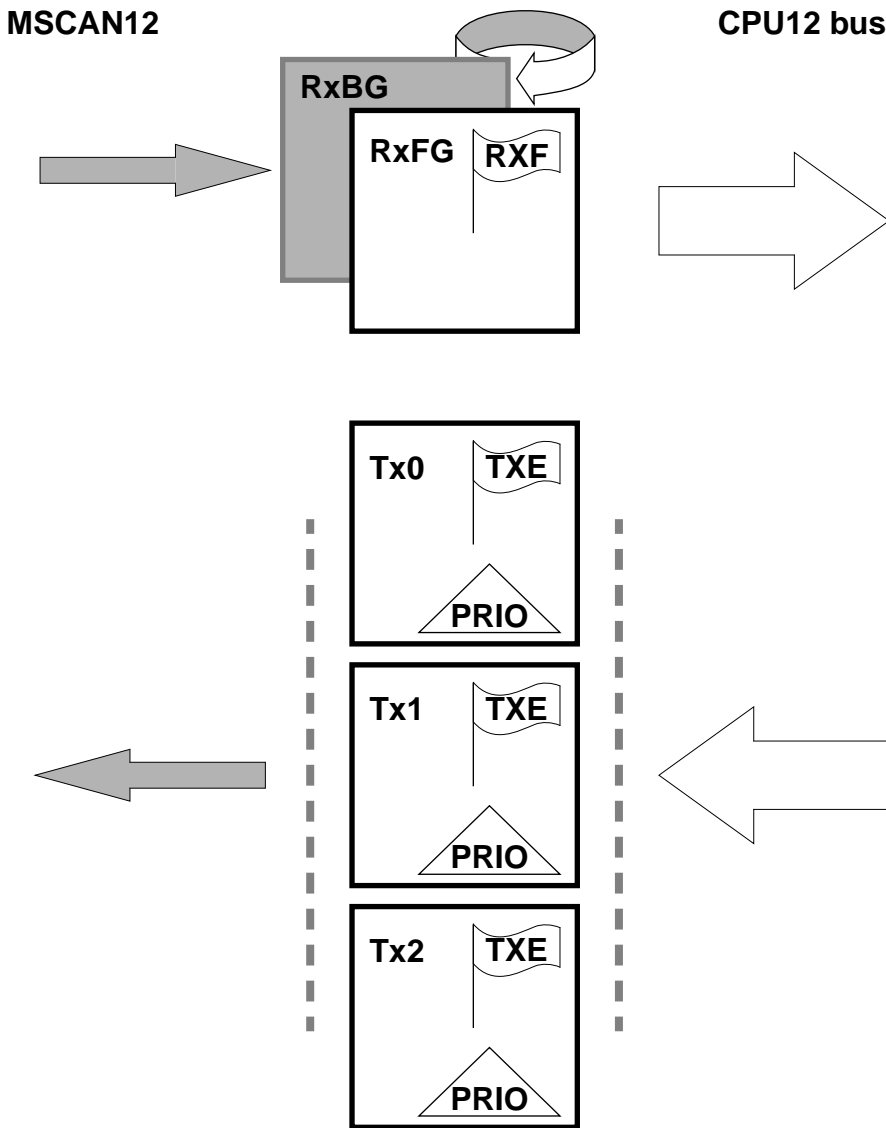 MSCAN12
CPU12 bus
RxBG
RxFG
RXF
Tx0
TXE
PRIO
Tx1
TXE
PRIO
Tx2
TXE
PRIO